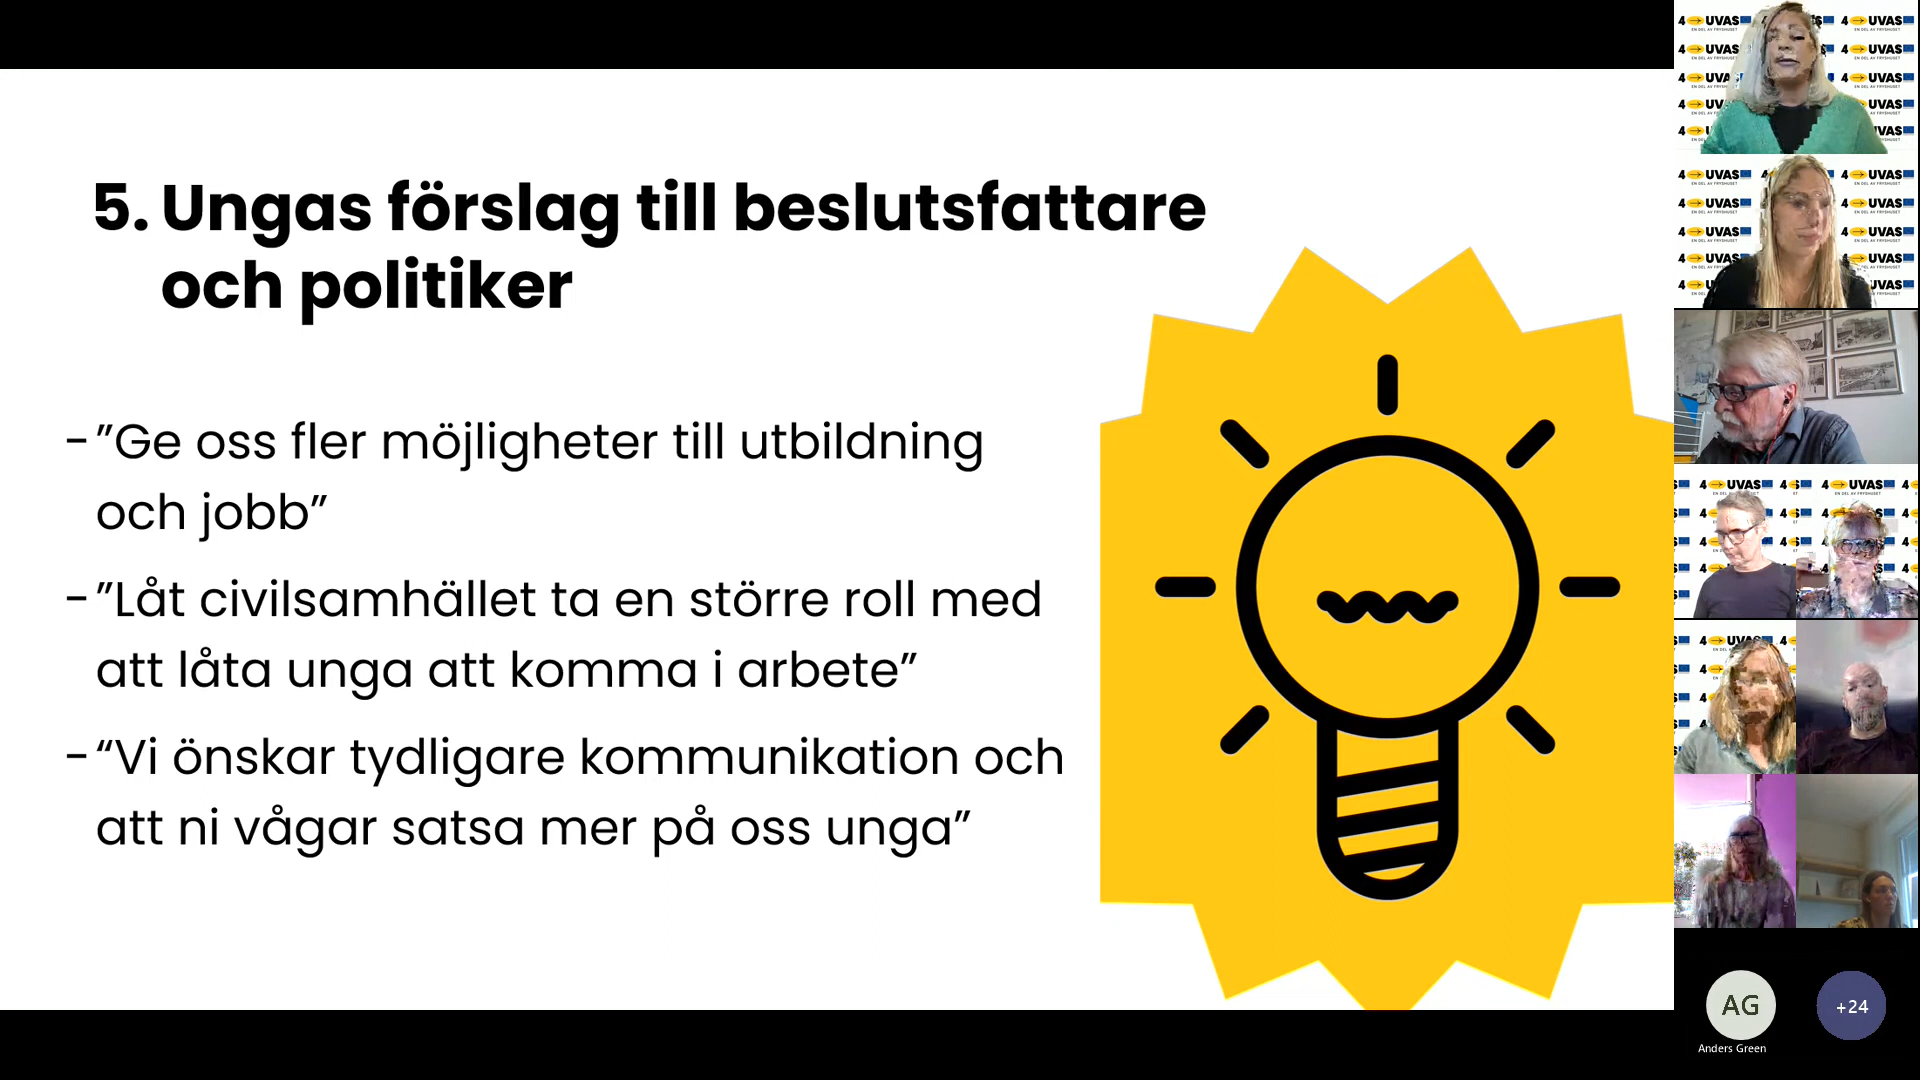 5. Ungas förslag till beslutsfattare
och politiker
- ”Ge oss fler möjligheter till utbildning
och jobb”
- ”Låt civilsamhället ta en större roll med
att låta unga att komma i arbete”
- “Vi önskar tydligare kommunikation och
att ni vågar satsa mer på oss unga”
4 UVAS
EN DEL AV FRYSHUSET
AG
Anders Green
+24